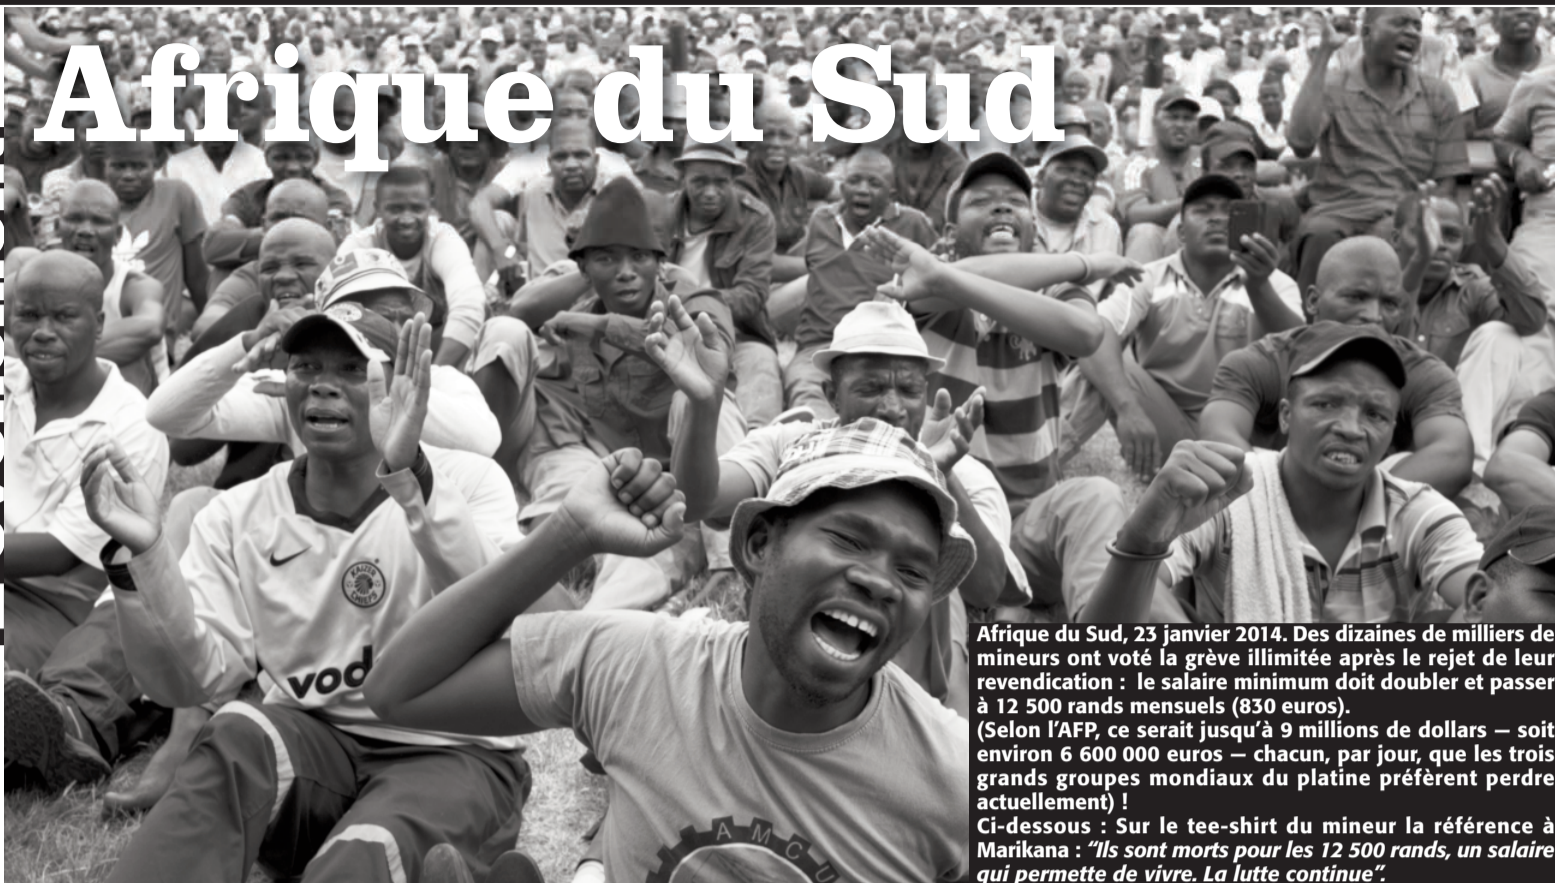 Afrique du Sud
KAIZER
CHIEFS
vod
AMCU
Afrique du Sud, 23 janvier 2014. Des dizaines de milliers de
mineurs ont voté la grève illimitée après le rejet de leur
revendication : le salaire minimum doit doubler et passer
à 12 500 rands mensuels (830 euros).
(Selon l'AFP, ce serait jusqu'à 9 millions de dollars — soit
environ 6 600 000 euros — chacun, par jour, que les trois
grands groupes mondiaux du platine préfèrent perdre
actuellement) !
Ci-dessous : Sur le tee-shirt du mineur la référence à
Marikana : “Ils sont morts pour les 12 500 rands, un salaire
qui permette de vivre. La lutte continue”.